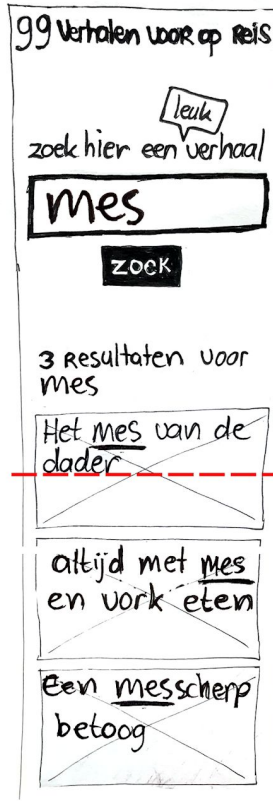 99 Verhalen voor op Reis
leuk
zoek hier een verhaal
mes
zoek
3 Resultaten voor
mes
Het mes van de
dader
altijd met mes
en vork eten
Een messcherp
betoog